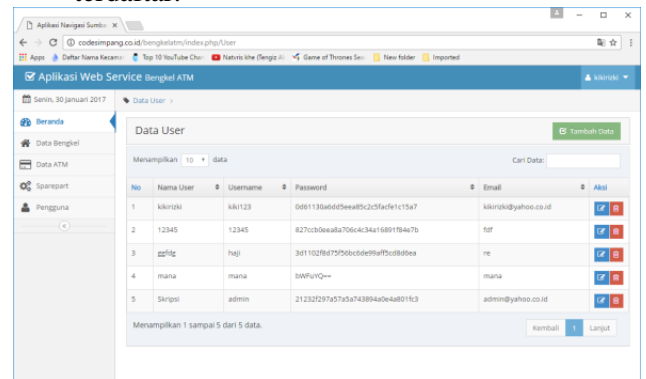 terdaftar.
Aplikasi Navigasi Sumbe
codesimpang.co.id/bengkelatm/index.php/User
Apps Daftar Nama Kecama Top 10 YouTube Chan Game of Thrones Sea New folder Imported
Aplikasi Web Service Bengkel ATM kikirizki
Senin, 30 Januari 2017 Data User
Beranda
Data Bengkel
Data ATM
Sparepart
Pengguna
Data User Tambah Data
Menampilkan 10 data Cari Data:
No Nama User Username Password Email Aksi
1 kikirizki kiki123 0d61130a6dd5eea85c2c5facfe1c15a7 kikirizki@yahoo.co.id
2 12345 12345 827ccb0eea8a706c4c34a16891f84e7b fdf
3 ggfdg haji 3d1102f8d75f56bc6de99aff5cd8d6ea re
4 mana mana bWFuYQ== mana
5 Skripsi admin 21232f297a57a5a743894a0e4a801fc3 admin@yahoo.co.id
Menampilkan 1 sampai 5 dari 5 data. Kembali 1 Lanjut